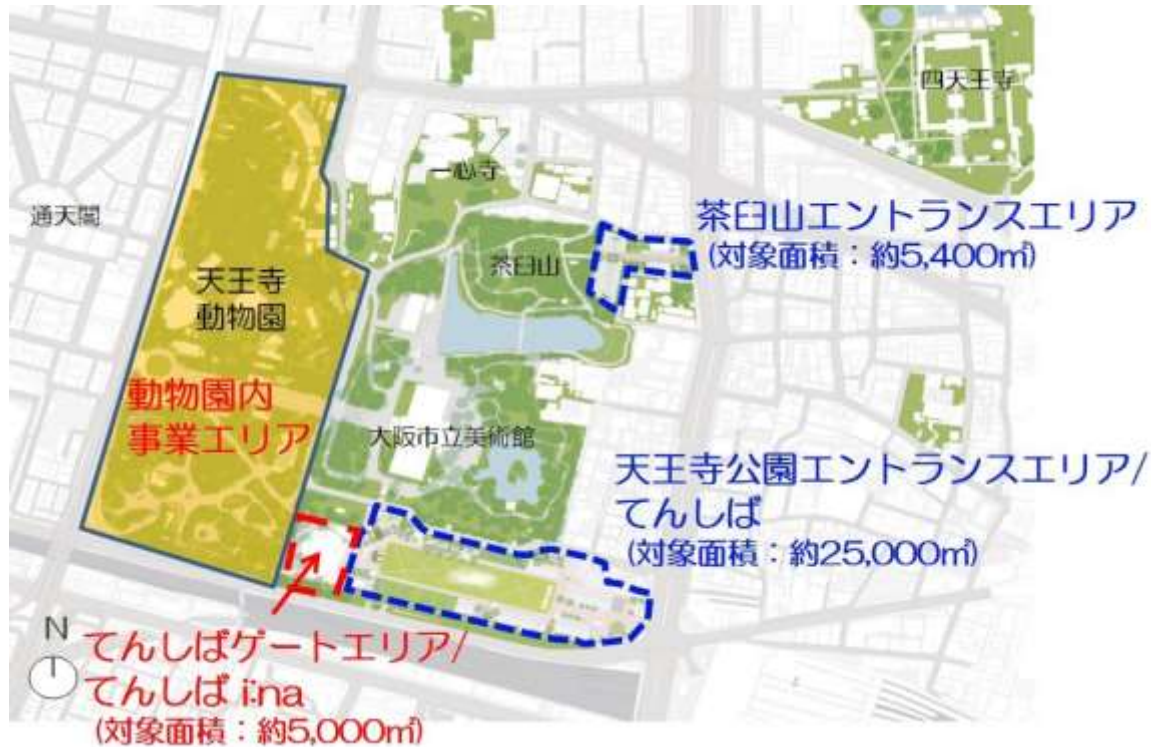 四天王寺
一心寺
通天閣
茶臼山エントランスエリア
(対象面積：約5,400㎡)
茶臼山
天王寺
動物園
動物園内
事業エリア
大阪市立美術館
天王寺公園エントランスエリア/
てんしば
(対象面積：約25,000㎡)
N
てんしばゲートエリア/
てんしばi:na
(対象面積：約5,000㎡)